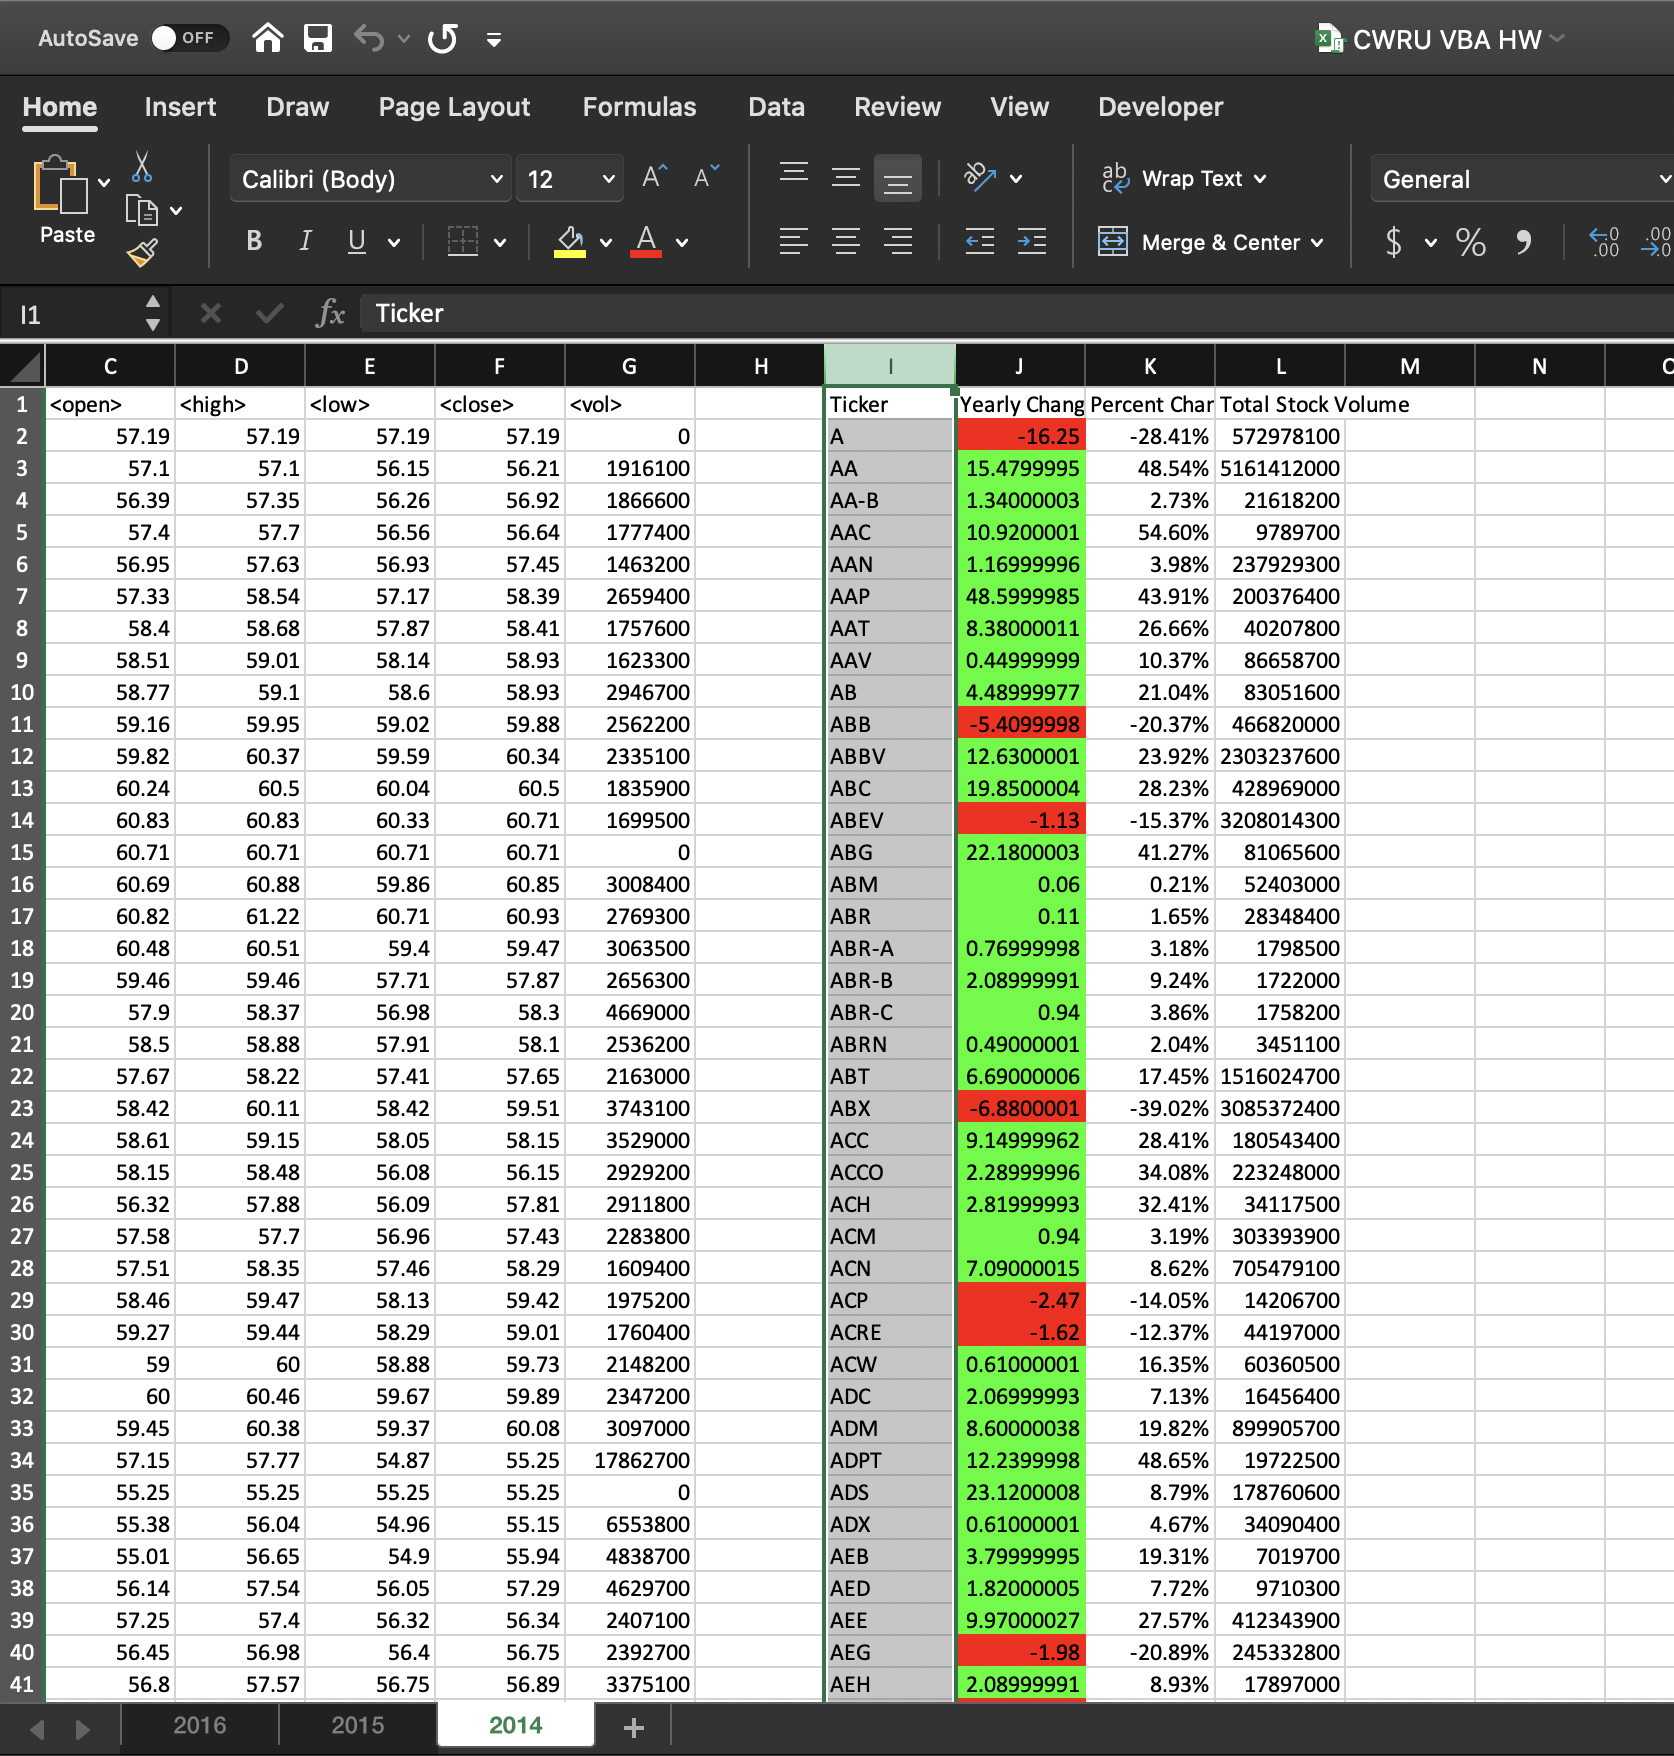 AutoSave OFF CWRU VBA HW
Home Insert Draw Page Layout Formulas Data Review View Developer
Calibri (Body) 12 A A ab Wrap Text General
Paste B I U A Merge & Center $ % 9 .0 .00 .00 .0
I1 fx Ticker
C D E F G H I J K L M N
1 <open> <high> <low> <close> <vol> Ticker Yearly Chang Percent Char Total Stock Volume
2 57.19 57.19 57.19 57.19 0 A -16.25 -28.41% 572978100
3 57.1 57.1 56.15 56.21 1916100 AA 15.4799995 48.54% 5161412000
4 56.39 57.35 56.26 56.92 1866600 AA-B 1.34000003 2.73% 21618200
5 57.4 57.7 56.56 56.64 1777400 AAC 10.9200001 54.60% 9789700
6 56.95 57.63 56.93 57.45 1463200 AAN 1.16999996 3.98% 237929300
7 57.33 58.54 57.17 58.39 2659400 AAP 48.5999985 43.91% 200376400
8 58.4 58.68 57.87 58.41 1757600 AAT 8.38000011 26.66% 40207800
9 58.51 59.01 58.14 58.93 1623300 AAV 0.44999999 10.37% 86658700
10 58.77 59.1 58.6 58.93 2946700 AB 4.48999977 21.04% 83051600
11 59.16 59.95 59.02 59.88 2562200 ABB -5.4099998 -20.37% 466820000
12 59.82 60.37 59.59 60.34 2335100 ABBV 12.6300001 23.92% 2303237600
13 60.24 60.5 60.04 60.5 1835900 ABC 19.8500004 28.23% 428969000
14 60.83 60.83 60.33 60.71 1699500 ABEV -1.13 -15.37% 3208014300
15 60.71 60.71 60.71 60.71 0 ABG 22.1800003 41.27% 81065600
16 60.69 60.88 59.86 60.85 3008400 ABM 0.06 0.21% 52403000
17 60.82 61.22 60.71 60.93 2769300 ABR 0.11 1.65% 28348400
18 60.48 60.51 59.4 59.47 3063500 ABR-A 0.76999998 3.18% 1798500
19 59.46 59.46 57.71 57.87 2656300 ABR-B 2.08999991 9.24% 1722000
20 57.9 58.37 56.98 58.3 4669000 ABR-C 0.94 3.86% 1758200
21 58.5 58.88 57.91 58.1 2536200 ABRN 0.49000001 2.04% 3451100
22 57.67 58.22 57.41 57.65 2163000 ABT 6.69000006 17.45% 1516024700
23 58.42 60.11 58.42 59.51 3743100 ABX -6.8800001 -39.02% 3085372400
24 58.61 59.15 58.05 58.15 3529000 ACC 9.14999962 28.41% 180543400
25 58.15 58.48 56.08 56.15 2929200 ACCO 2.28999996 34.08% 223248000
26 56.32 57.88 56.09 57.81 2911800 ACH 2.81999993 32.41% 34117500
27 57.58 57.7 56.96 57.43 2283800 ACM 0.94 3.19% 303393900
28 57.51 58.35 57.46 58.29 1609400 ACN 7.09000015 8.62% 705479100
29 58.46 59.47 58.13 59.42 1975200 ACP -2.47 -14.05% 14206700
30 59.27 59.44 58.29 59.01 1760400 ACRE -1.62 -12.37% 44197000
31 59 60 58.88 59.73 2148200 ACW 0.61000001 16.35% 60360500
32 60 60.46 59.67 59.89 2347200 ADC 2.06999993 7.13% 16456400
33 59.45 60.38 59.37 60.08 3097000 ADM 8.60000038 19.82% 899905700
34 57.15 57.77 54.87 55.25 17862700 ADPT 12.2399998 48.65% 19722500
35 55.25 55.25 55.25 55.25 0 ADS 23.1200008 8.79% 178760600
36 55.38 56.04 54.96 55.15 6553800 ADX 0.61000001 4.67% 34090400
37 55.01 56.65 54.9 55.94 4838700 AEB 3.79999995 19.31% 7019700
38 56.14 57.54 56.05 57.29 4629700 AED 1.82000005 7.72% 9710300
39 57.25 57.4 56.32 56.34 2407100 AEE 9.97000027 27.57% 412343900
40 56.45 56.98 56.4 56.75 2392700 AEG -1.98 -20.89% 245332800
41 56.8 57.57 56.75 56.89 3375100 AEH 2.08999991 8.93% 17897000
2016 2015 2014 +